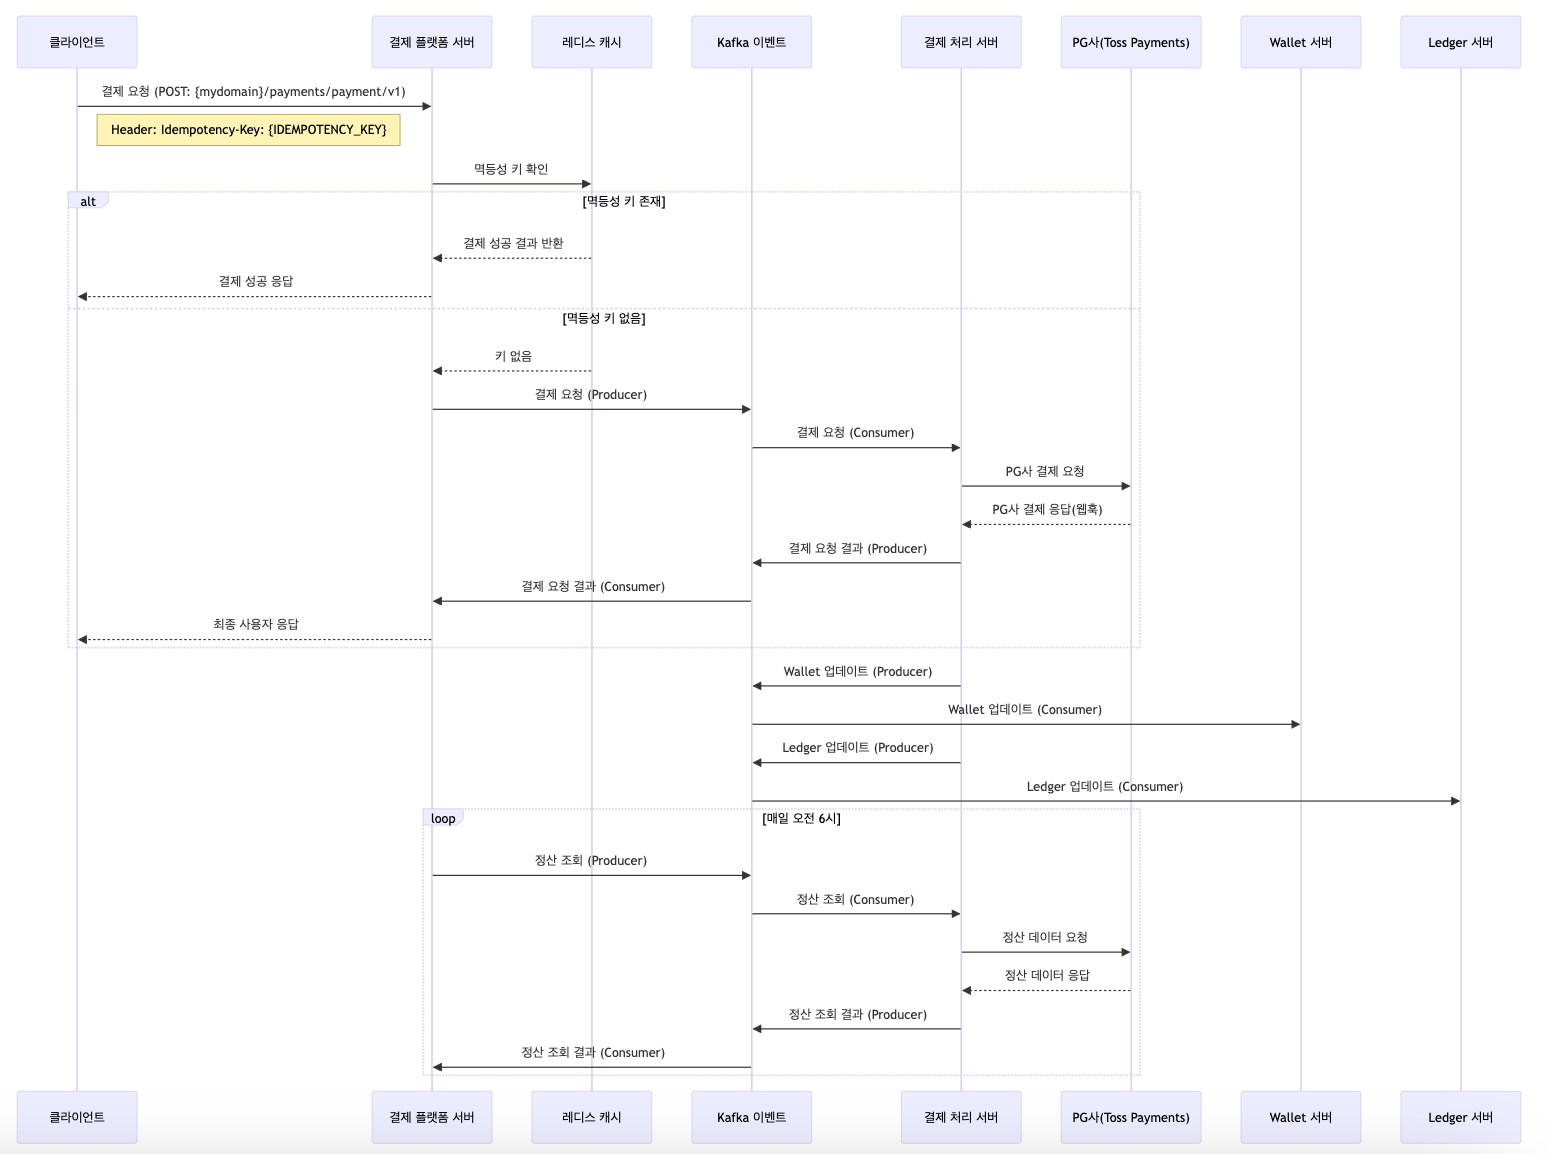 클라이언트
결제 플랫폼 서버
레디스 캐시
Kafka 이벤트
결제 처리 서버
PG사(Toss Payments)
Wallet 서버
Ledger 서버
결제 요청 (POST: {mydomain}/payments/payment/v1)
Header: Idempotency-Key: {IDEMPOTENCY_KEY}
멱등성 키 확인
alt
[멱등성 키 존재]
결제 성공 결과 반환
결제 성공 응답
[멱등성 키 없음]
키 없음
결제 요청 (Producer)
결제 요청 (Consumer)
PG사 결제 요청
PG사 결제 응답(웹훅)
결제 요청 결과 (Producer)
결제 요청 결과 (Consumer)
최종 사용자 응답
Wallet 업데이트 (Producer)
Wallet 업데이트 (Consumer)
Ledger 업데이트 (Producer)
Ledger 업데이트 (Consumer)
loop
[매일 오전 6시]
정산 조회 (Producer)
정산 조회 (Consumer)
정산 데이터 요청
정산 데이터 응답
정산 조회 결과 (Producer)
정산 조회 결과 (Consumer)
클라이언트
결제 플랫폼 서버
레디스 캐시
Kafka 이벤트
결제 처리 서버
PG사(Toss Payments)
Wallet 서버
Ledger 서버